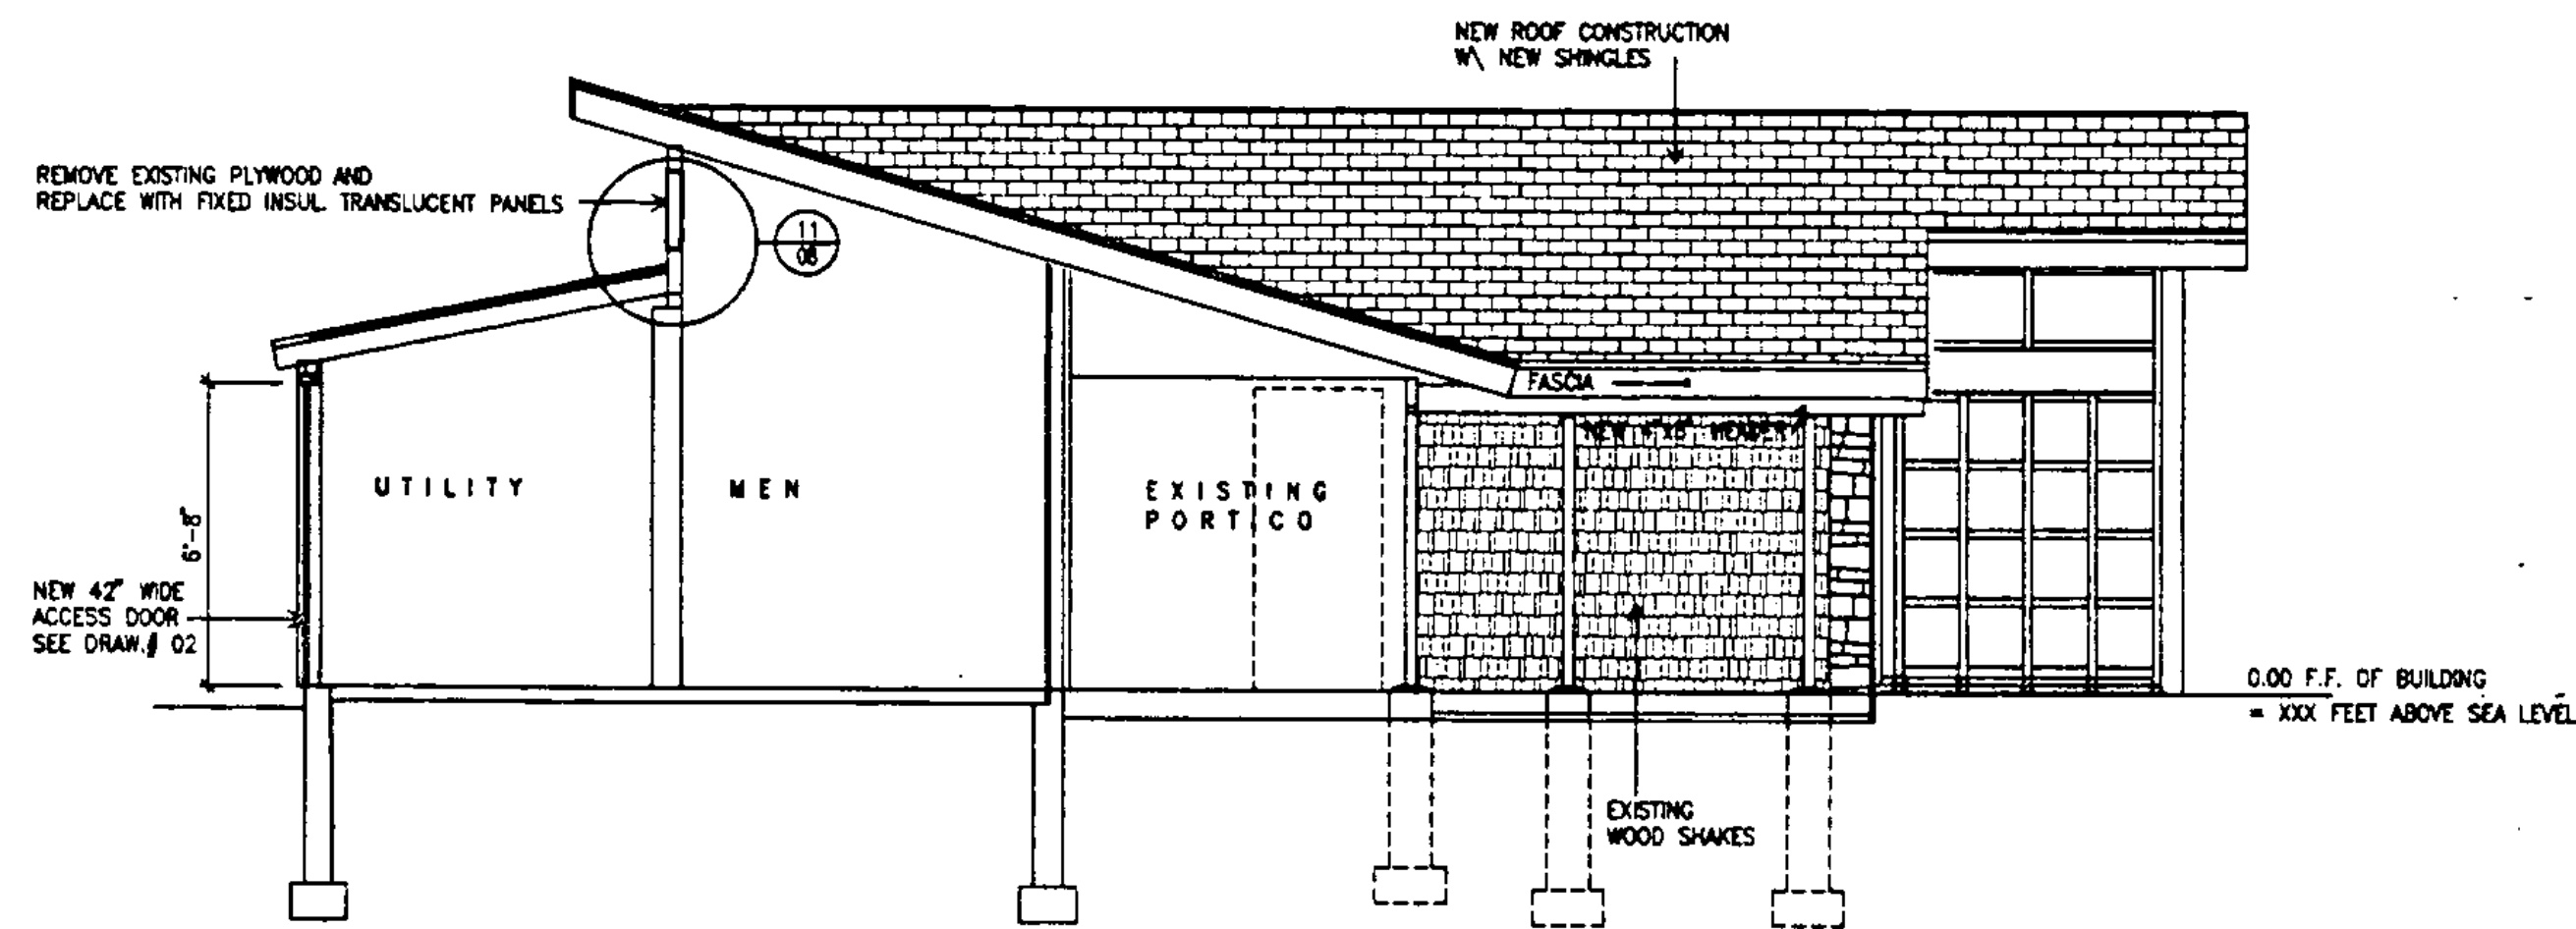 NEW ROOF CONSTRUCTION
W\ NEW SHINGLES
REMOVE EXISTING PLYWOOD AND
REPLACE WITH FIXED INSUL. TRANSLUCENT PANELS
11
08
FASCIA
NEW HEADER
UTILITY
MEN
EXISTING
PORTICO
6'-8"
NEW 42" WIDE
ACCESS DOOR
SEE DRAW.# 02
0.00 F.F. OF BUILDING
= XXX FEET ABOVE SEA LEVEL
EXISTING
WOOD SHAKES